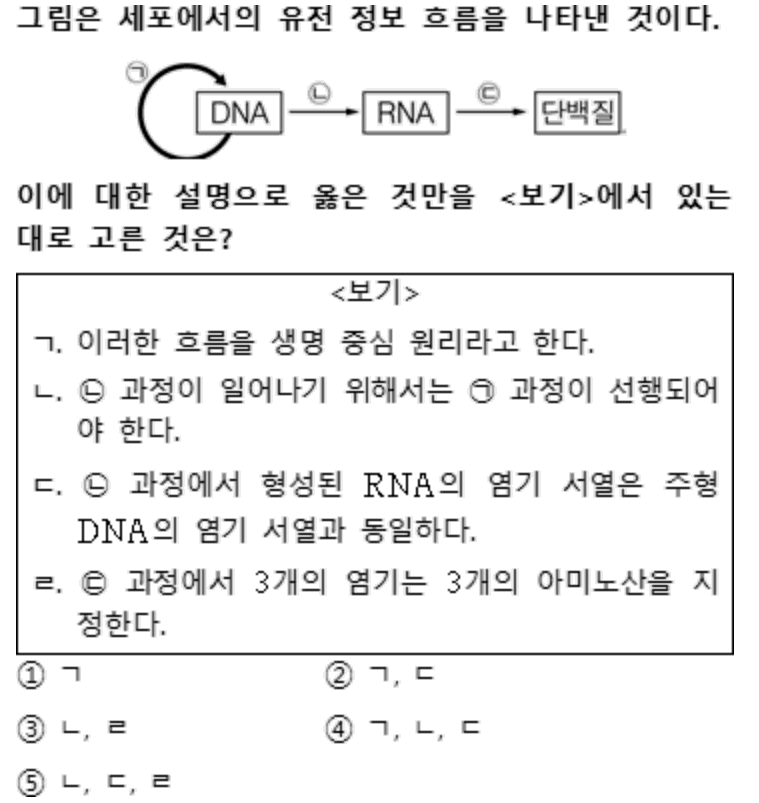 그림은 세포에서의 유전 정보 흐름을 나타낸 것이다.
㉠ DNA ㉡ RNA ㉢ 단백질
이에 대한 설명으로 옳은 것만을 <보기>에서 있는
대로 고른 것은?
<보기>
ㄱ. 이러한 흐름을 생명 중심 원리라고 한다.
ㄴ. ㉡ 과정이 일어나기 위해서는 ㉠ 과정이 선행되어
야 한다.
ㄷ. ㉡ 과정에서 형성된 RNA의 염기 서열은 주형
DNA의 염기 서열과 동일하다.
ㄹ. ㉢ 과정에서 3개의 염기는 3개의 아미노산을 지
정한다.
① ㄱ ② ㄱ, ㄷ
③ ㄴ, ㄹ ④ ㄱ, ㄴ, ㄷ
⑤ ㄴ, ㄷ, ㄹ